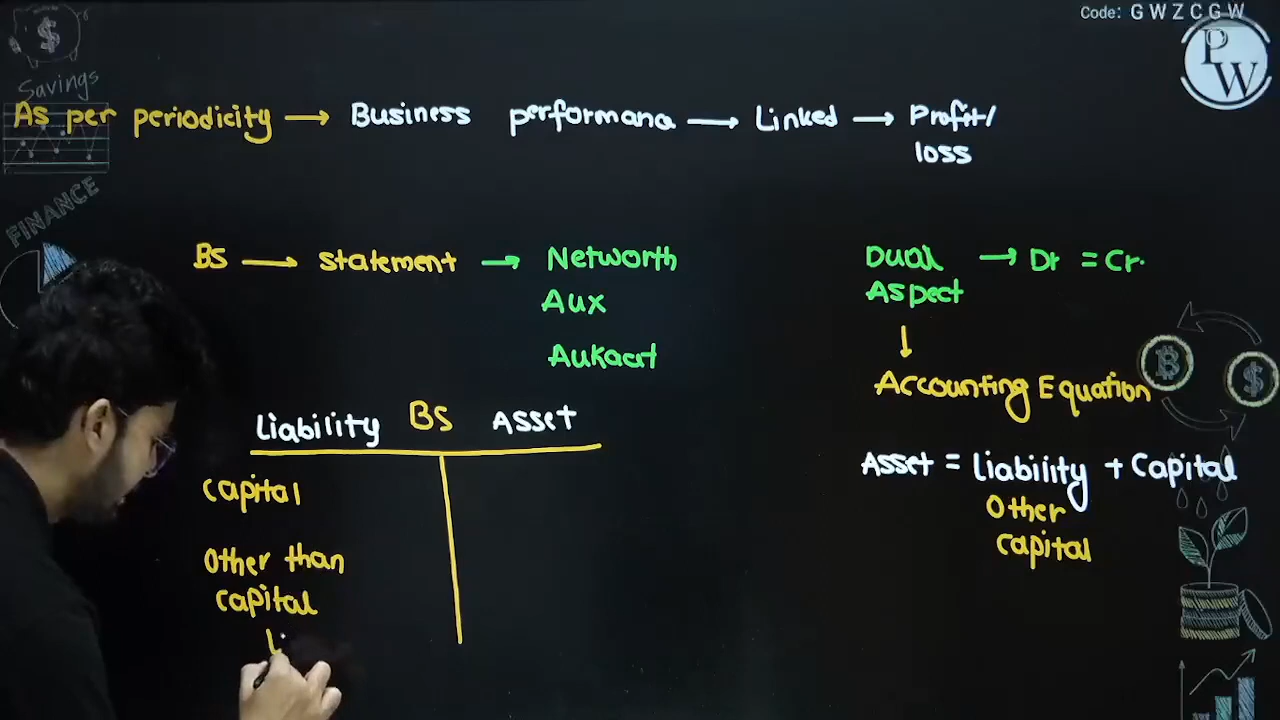 Code: G W Z C G W
PW
Savings
FINANCE
As per periodicity → Business performana → Linked → Profit/
loss
BS → statement → Networth
Aux
Aukaat
Dual → Dr = Cr.
Aspect
↓
Accounting Equation
Asset = Liability + Capital
Other
capital
Liability BS Asset
Capital
Other than
capital